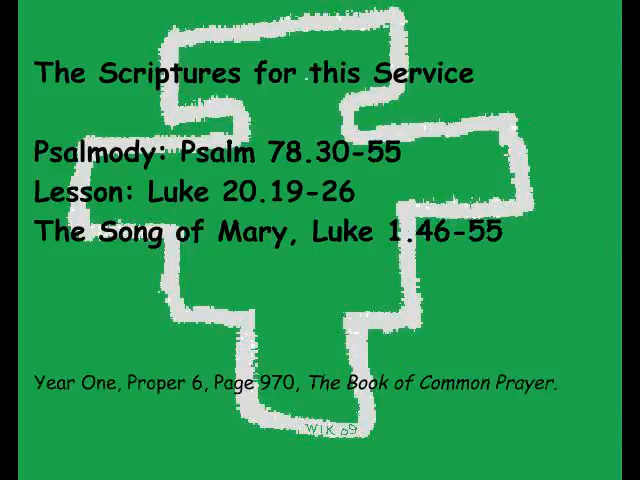 The Scriptures for this Service
Psalmody: Psalm 78.30-55
Lesson: Luke 20.19-26
The Song of Mary, Luke 1.46-55
Year One, Proper 6, Page 970, The Book of Common Prayer.
WIK 09